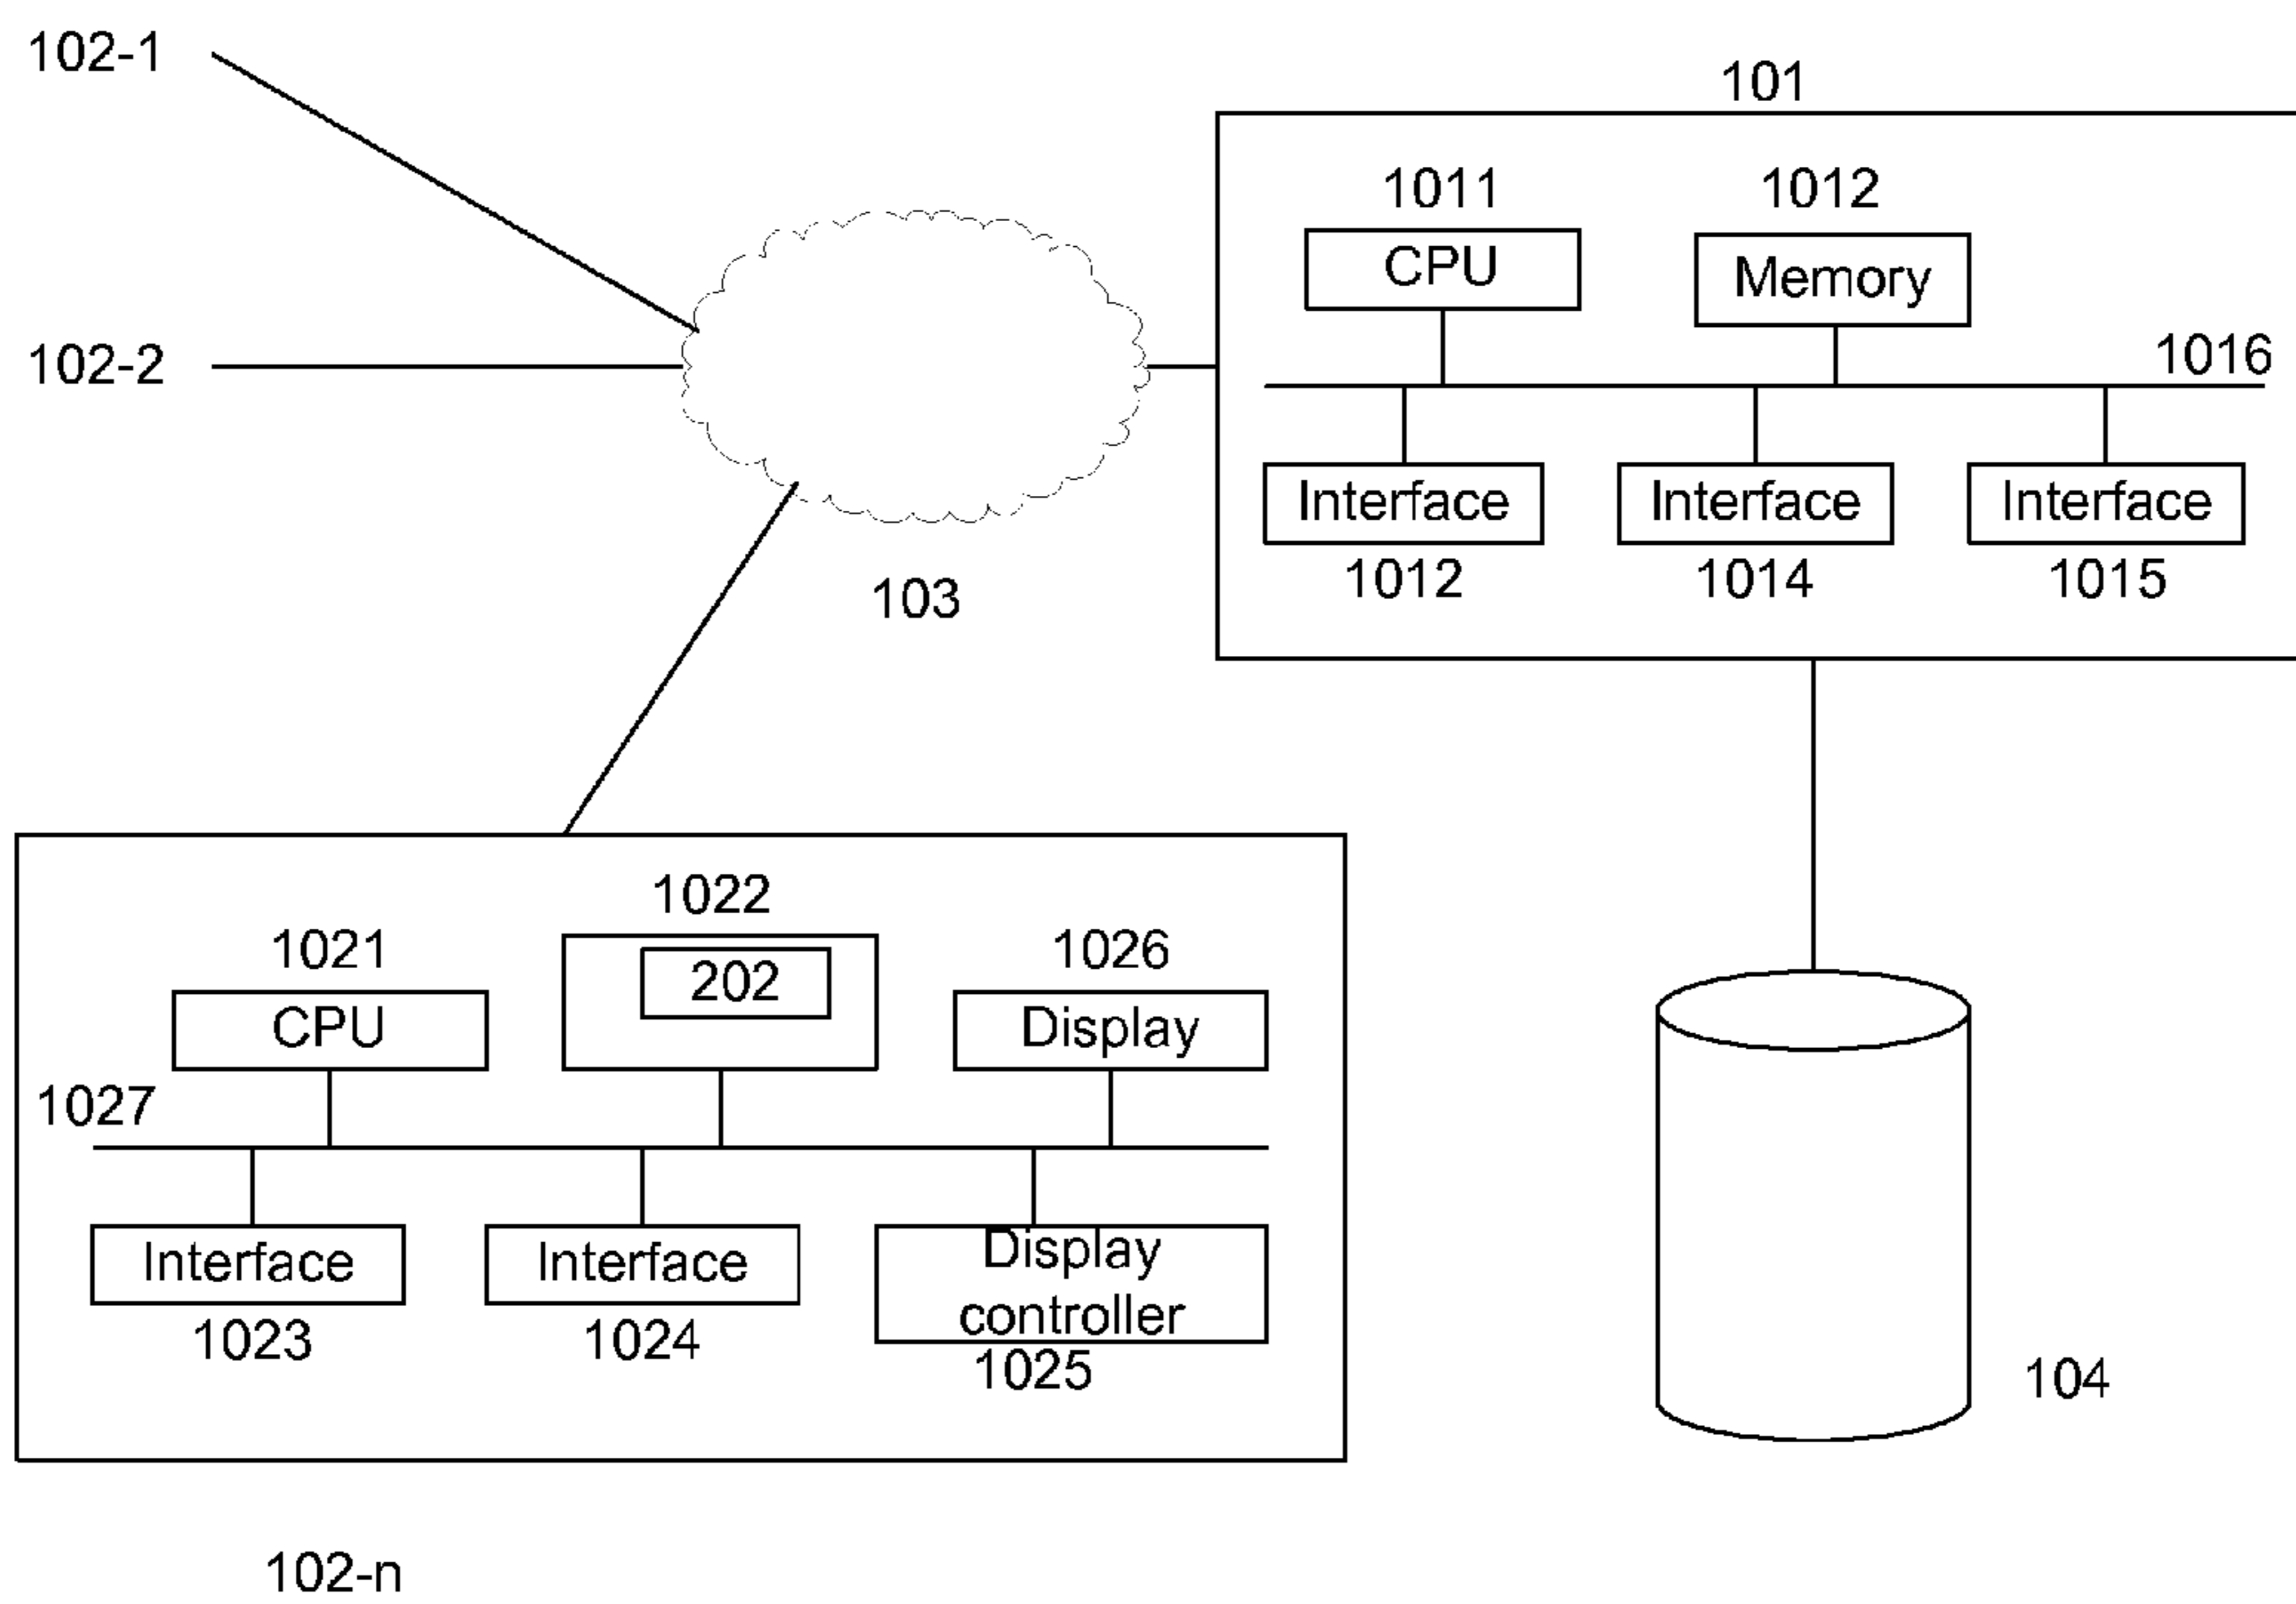 102-1
101
1011
1012
CPU
Memory
102-2
1016
Interface
Interface
Interface
1012
1014
1015
103
1022
1021
1026
202
CPU
Display
1027
Interface
Interface
Display
controller
1023
1024
1025
104
102-n